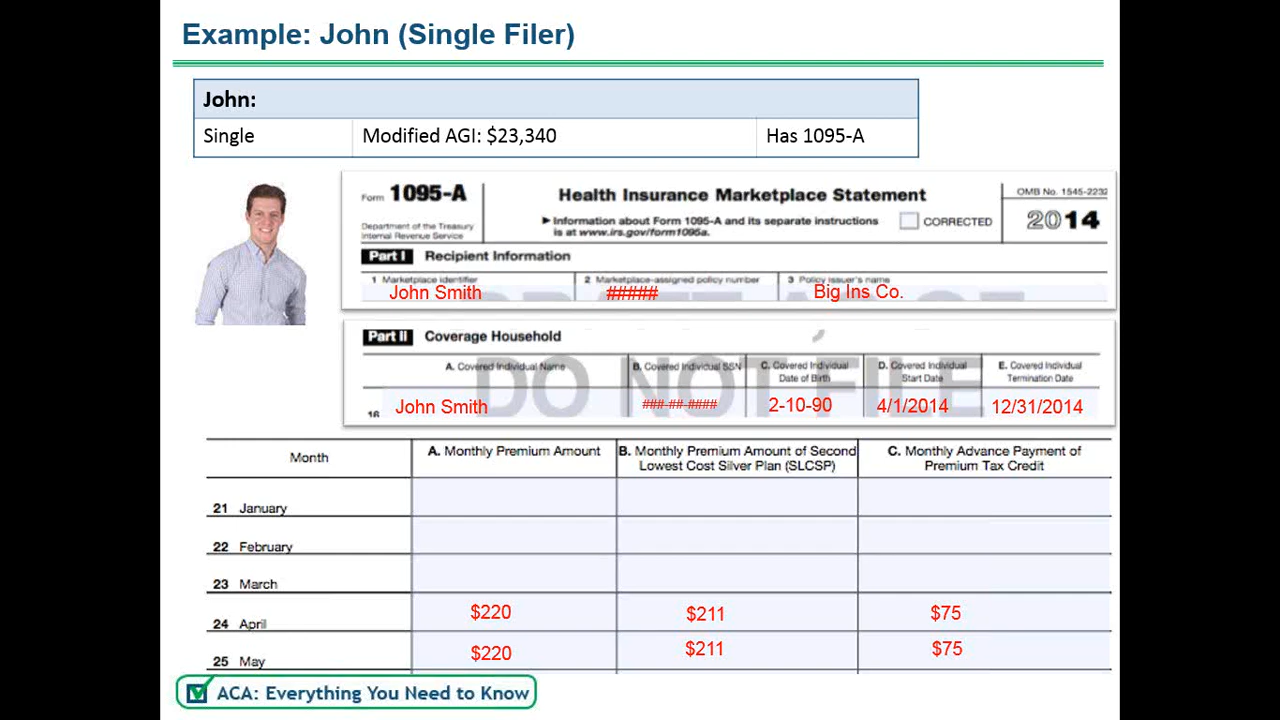 Example: John (Single Filer)
John:
Single Modified AGI: $23,340 Has 1095-A
Form 1095-A Health Insurance Marketplace Statement OMB No. 1545-2232
Department of the Treasury
Internal Revenue Service
►Information about Form 1095-A and its separate instructions
is at www.irs.gov/form1095a.
CORRECTED 2014
Part I Recipient Information
1 Marketplace identifier 2 Marketplace-assigned policy number 3 Policy issuer's name
John Smith ##### Big Ins Co.
Part II Coverage Household
A. Covered Individual Name B. Covered Individual SSN C. Covered Individual Date of Birth D. Covered Individual Start Date E. Covered Individual Termination Date
DO NOT FILE
16 John Smith ###-##-#### 2-10-90 4/1/2014 12/31/2014
Month A. Monthly Premium Amount B. Monthly Premium Amount of Second Lowest Cost Silver Plan (SLCSP) C. Monthly Advance Payment of Premium Tax Credit
21 January
22 February
23 March
24 April $220 $211 $75
25 May $220 $211 $75
ACA: Everything You Need to Know